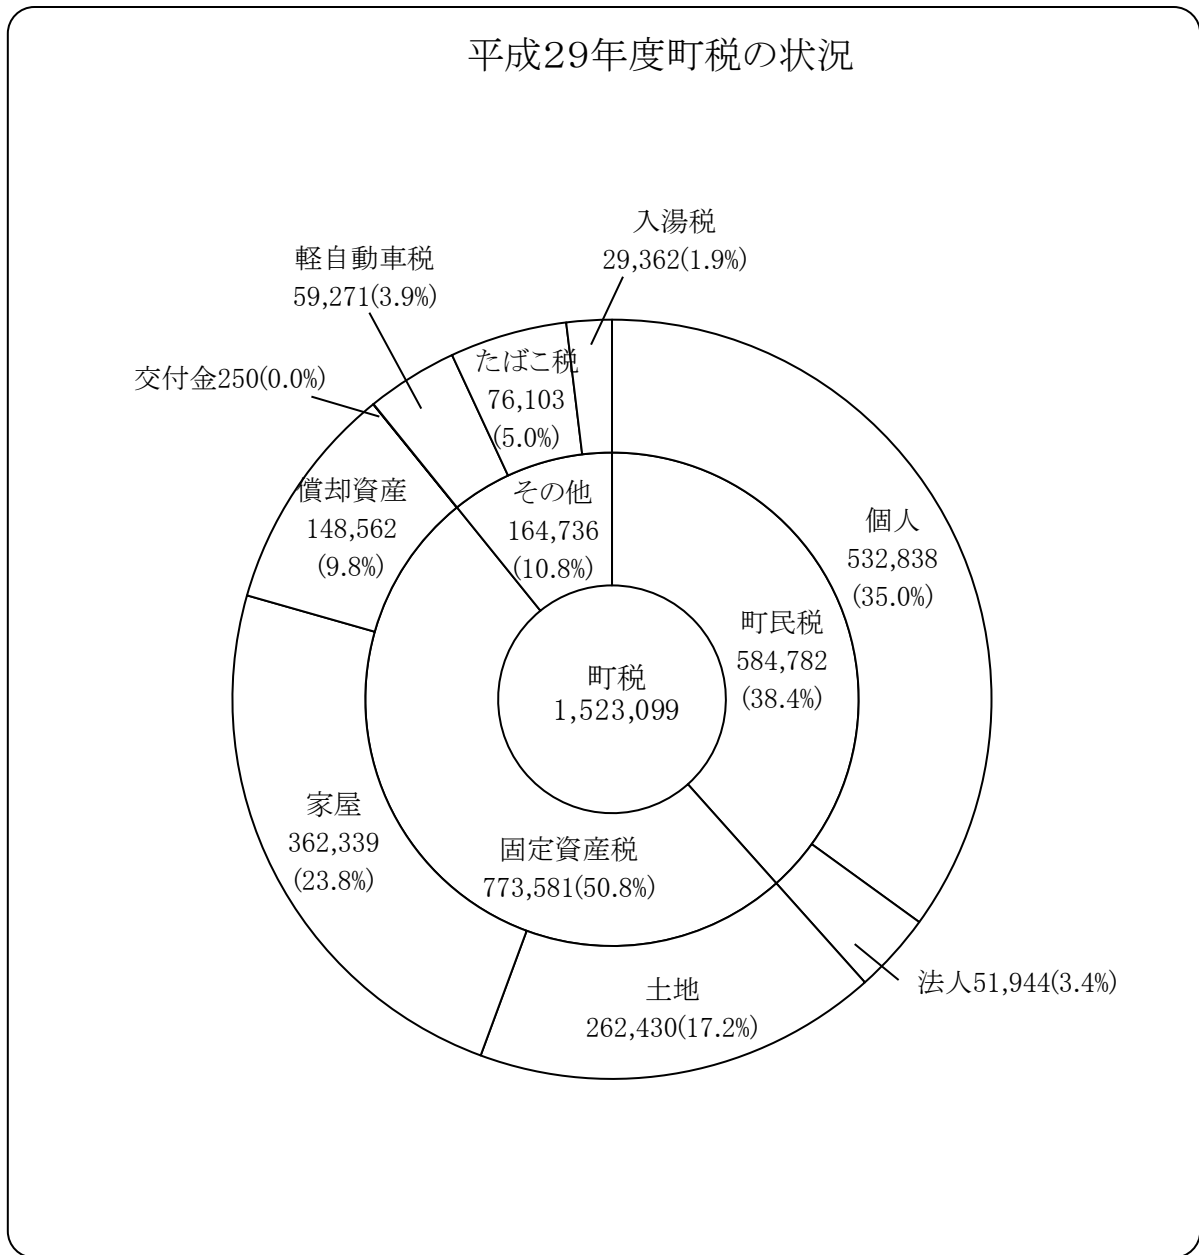 平成29年度町税の状況
入湯税
29,362(1.9%)
軽自動車税
59,271(3.9%)
交付金250(0.0%)
たばこ税
76,103
(5.0%)
償却資産
148,562
(9.8%)
その他
164,736
(10.8%)
個人
532,838
(35.0%)
町民税
584,782
(38.4%)
町税
1,523,099
家屋
362,339
(23.8%)
固定資産税
773,581(50.8%)
土地
262,430(17.2%)
法人51,944(3.4%)